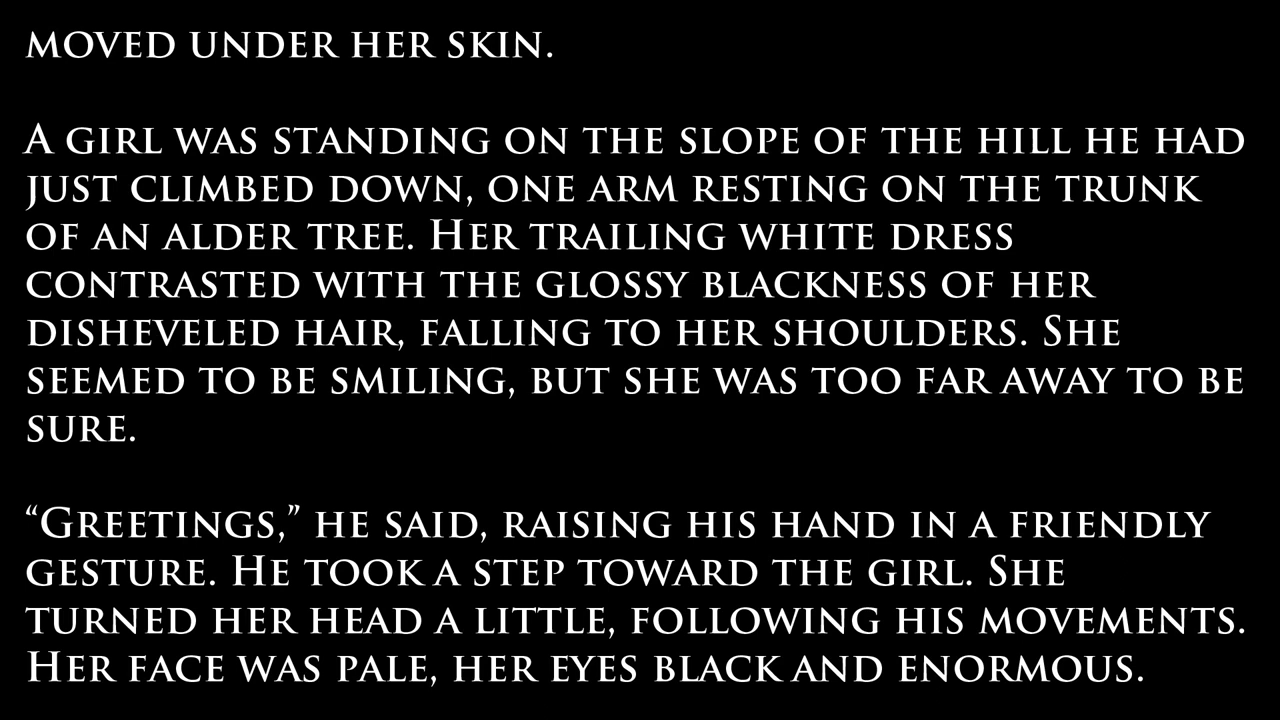 moved under her skin.
A girl was standing on the slope of the hill he had
just climbed down, one arm resting on the trunk
of an alder tree. Her trailing white dress
contrasted with the glossy blackness of her
disheveled hair, falling to her shoulders. She
seemed to be smiling, but she was too far away to be
sure.
“Greetings,” he said, raising his hand in a friendly
gesture. He took a step toward the girl. She
turned her head a little, following his movements.
Her face was pale, her eyes black and enormous.